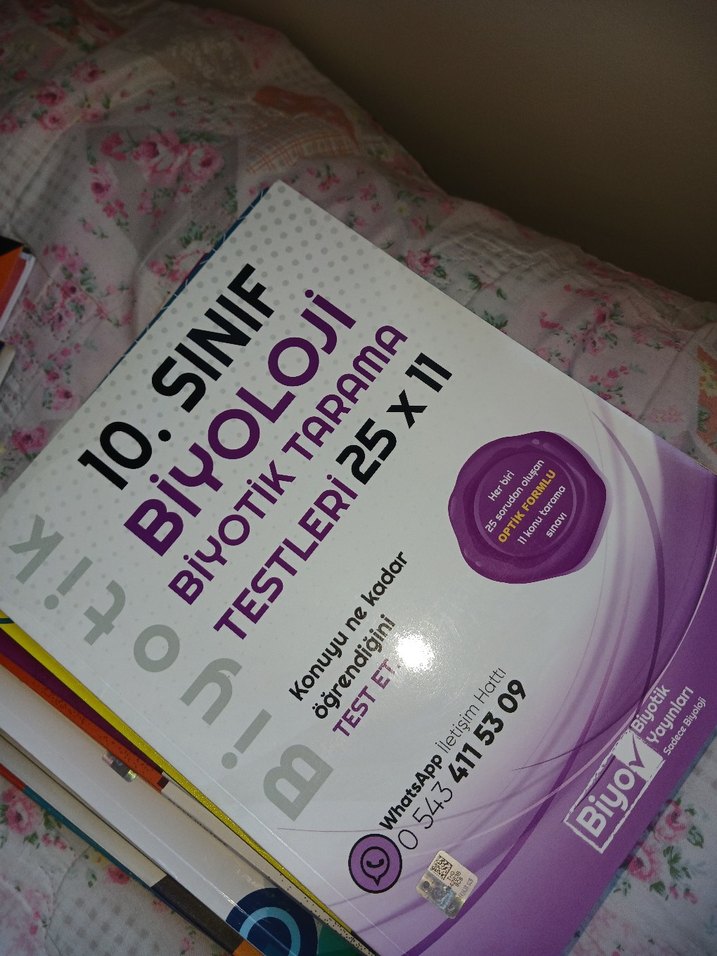 10. SINIF
BİYOLOJİ
BİYOTİK TARAMA
TESTLERİ 25 x 11
Her biri
25 sorudan oluşan
OPTİK FORMLU
11 konu tarama
sınavı
Konuyu ne kadar
öğrendiğini
TEST ET
Biyotik
WhatsApp İletişim Hattı
0 543 411 53 09
Biyo
Biyotik
Yayınları
Sadece Biyoloji